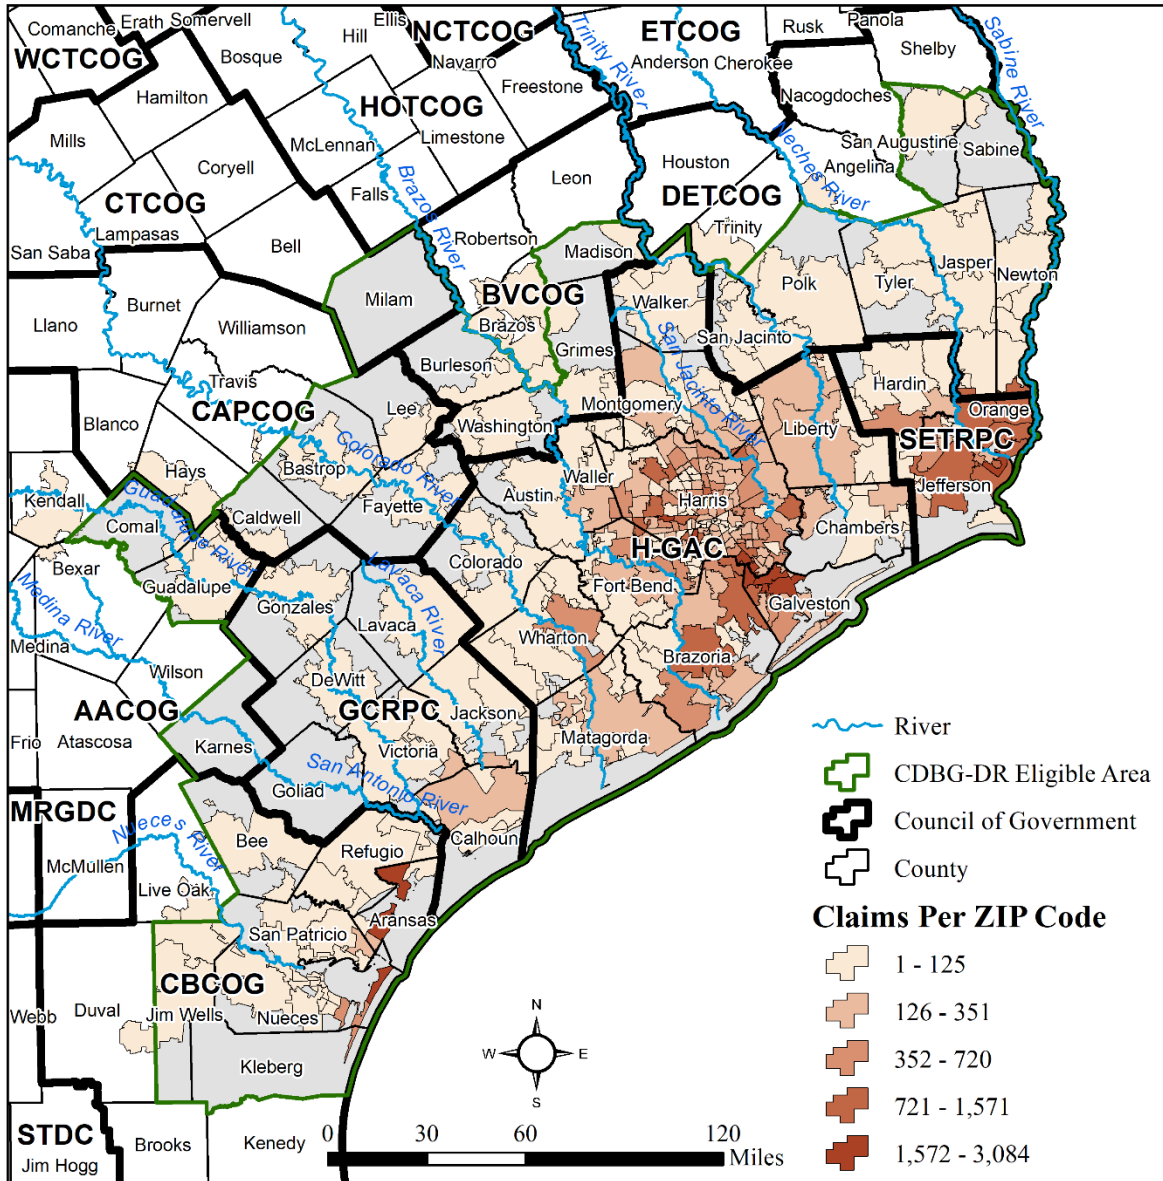 Comanche
Erath
Somervell
Bosque
Hill
Ellis
NCTCOG
Navarro
Trinity River
ETCOG
Anderson
Cherokee
Rusk
Panola
Shelby
Sabine River
WCTCOG
Hamilton
HOTCOG
Freestone
Nacogdoches
Mills
McLennan
Limestone
San Augustine
Sabine
Coryell
Falls
Brazos River
Leon
Houston
Neches River
Angelina
CTCOG
Lampasas
DETCOG
San Saba
Bell
Robertson
Madison
Trinity
Jasper
Newton
Burnet
Milam
BVCOG
Walker
Polk
Tyler
Llano
Williamson
Brazos
Grimes
San Jacinto
San Jacinto River
Travis
Burleson
Hardin
CAPCOG
Lee
Montgomery
Orange
Blanco
Washington
Liberty
SETRPC
Colorado River
Hays
Bastrop
Waller
Jefferson
Kendall
Guadalupe River
Fayette
Austin
Harris
Comal
Caldwell
Chambers
Bexar
Lavaca River
Colorado
H-GAC
Medina River
Guadalupe
Gonzales
Fort Bend
Galveston
Lavaca
Wharton
Medina
Wilson
DeWitt
Brazoria
AACOG
GCRPC
Jackson
Frio
Atascosa
Karnes
Victoria
Matagorda
San Antonio River
Goliad
MRGDC
Nueces River
Bee
Refugio
Calhoun
McMullen
Live Oak
Aransas
San Patricio
CBCOG
Webb
Duval
Jim Wells
Nueces
Kleberg
STDC
Jim Hogg
Brooks
Kenedy
N
W
E
S
0
30
60
120
Miles
River
CDBG-DR Eligible Area
Council of Government
County
Claims Per ZIP Code
1 - 125
126 - 351
352 - 720
721 - 1,571
1,572 - 3,084